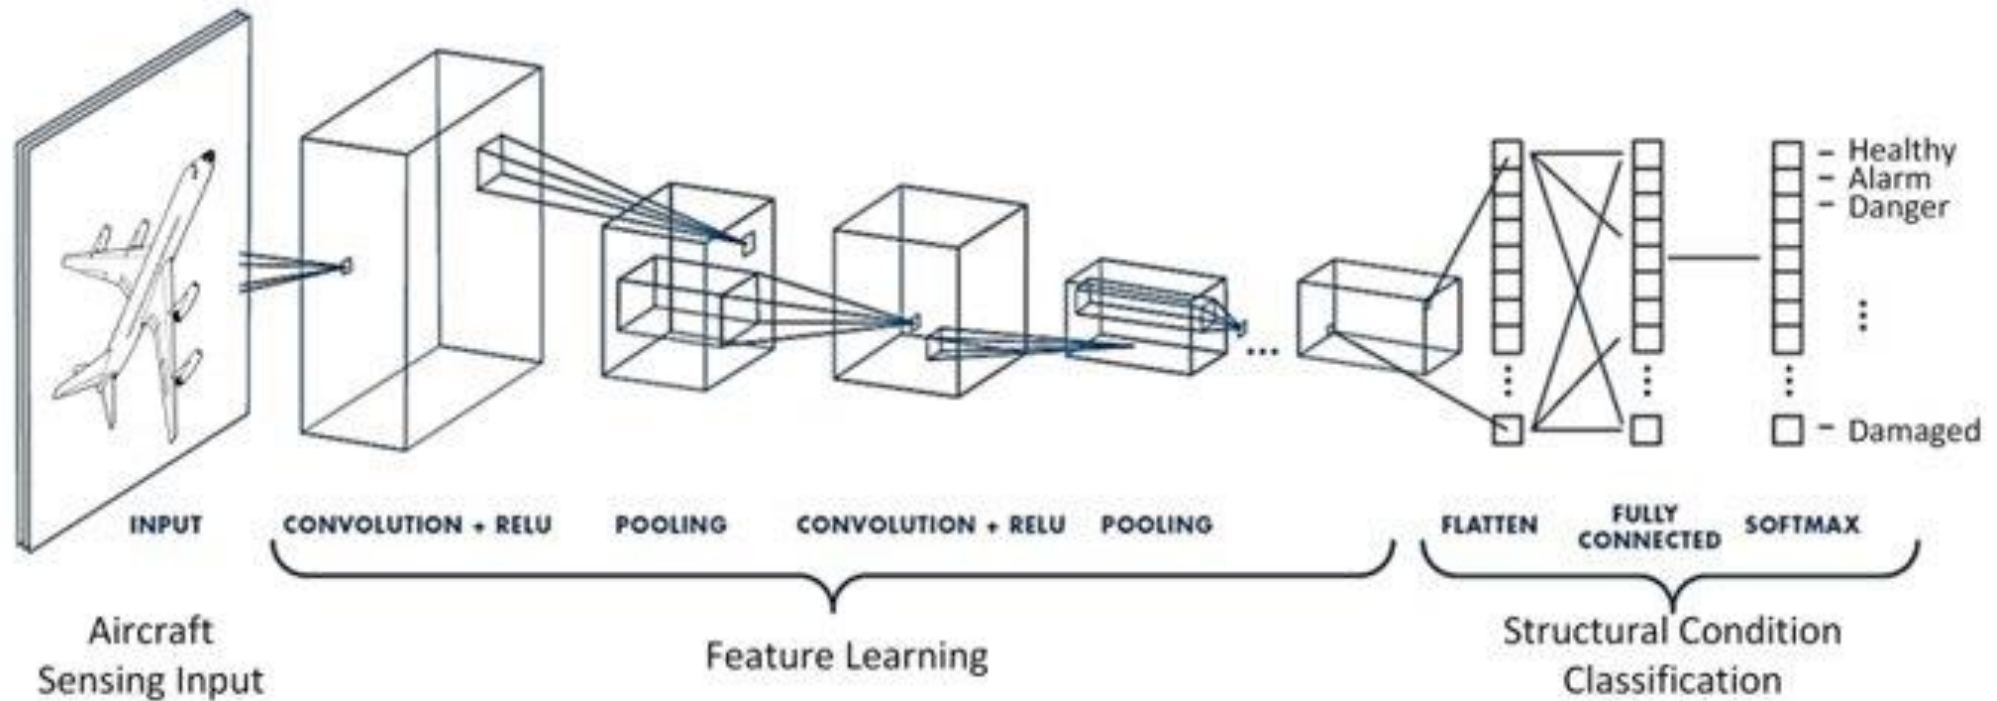 Healthy
Alarm
Danger
Damaged
INPUT
CONVOLUTION + RELU
POOLING
CONVOLUTION + RELU
POOLING
FLATTEN
FULLY
CONNECTED
SOFTMAX
Aircraft
Sensing Input
Feature Learning
Structural Condition
Classification